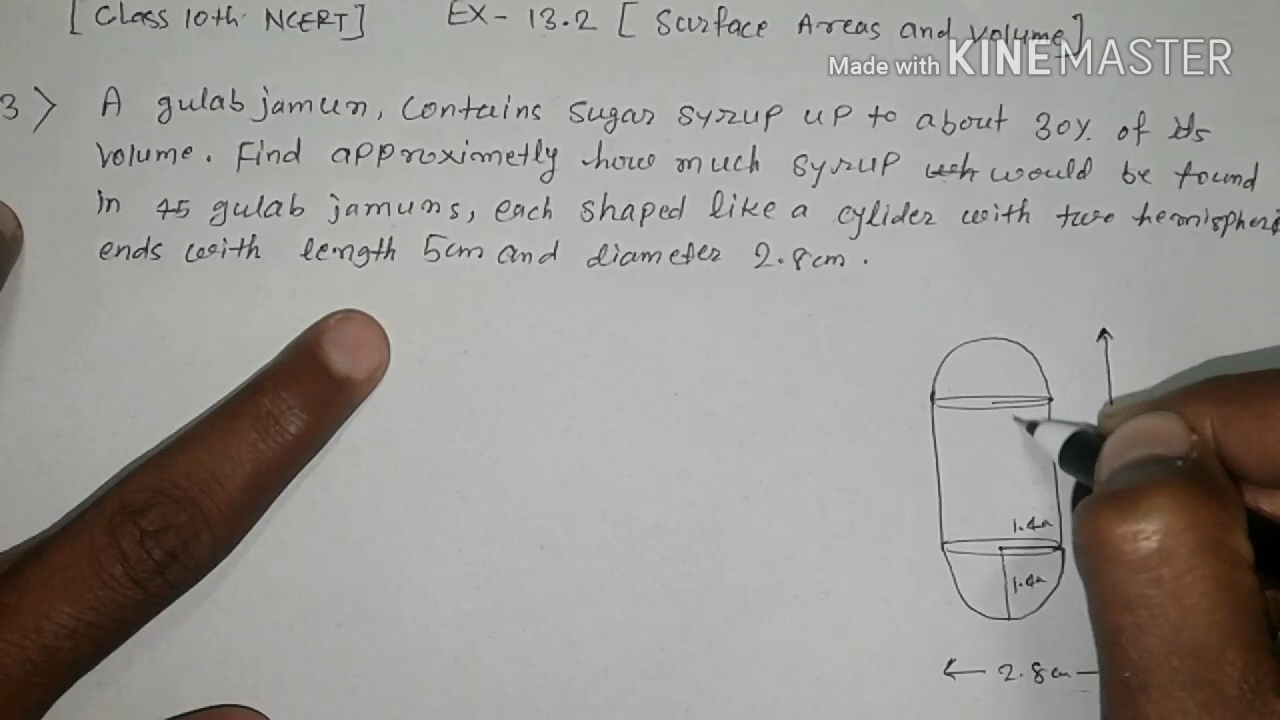 [Class 10th NCERT] EX - 13.2 [Surface Areas and volume]
Made with KINEMASTER
3> A gulab jamun, contains sugar syrup up to about 30% of its
volume. Find approximetly how much syrup would be found
in 45 gulab jamuns, each shaped like a cylider with two hemispheri
ends with length 5cm and diameter 2.8cm.
1.4
1.4
2.8cm